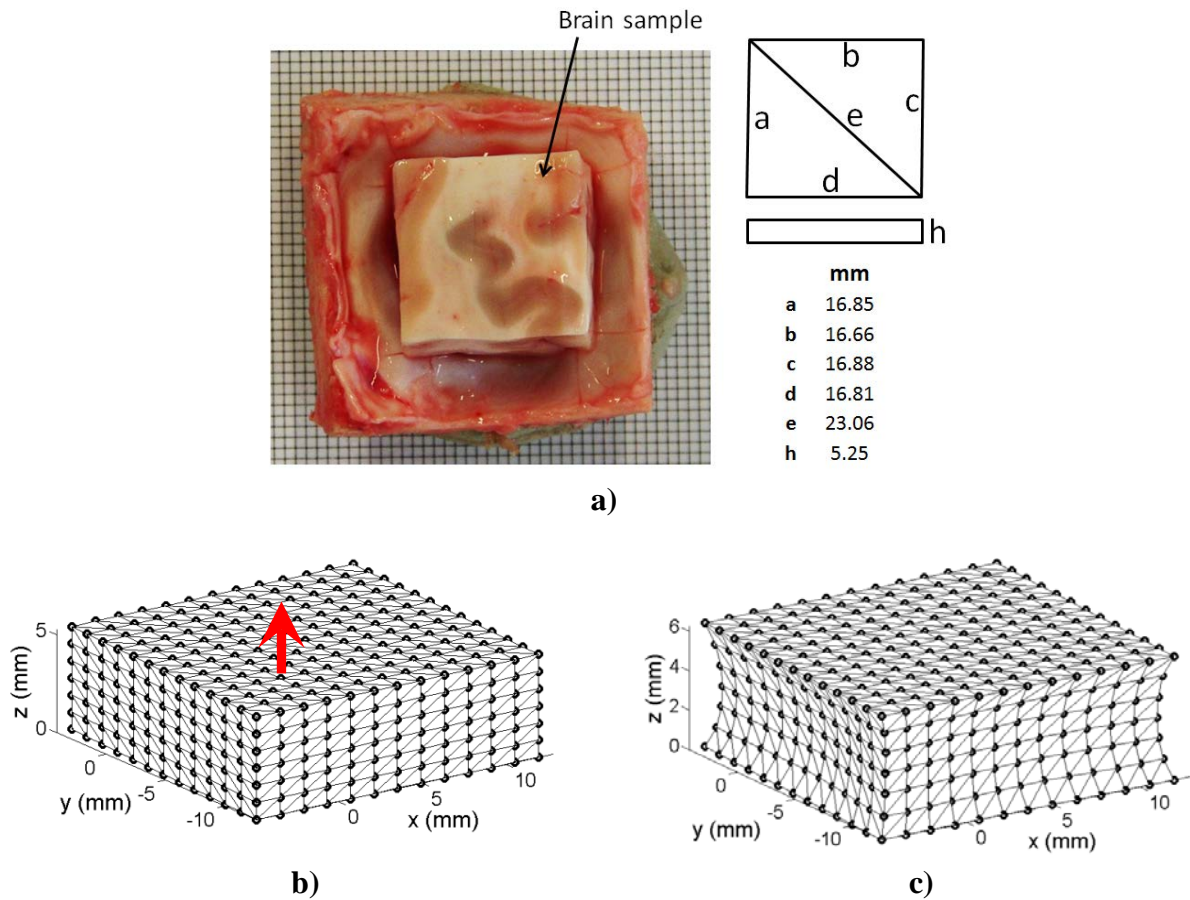 Brain sample
b
a
e
c
d
h
mm
a 16.85
b 16.66
c 16.88
d 16.81
e 23.06
h 5.25
a)
5
0
z (mm)
0
-5
-10
y (mm)
0
5
10
x (mm)
b)
6
4
2
0
z (mm)
0
-5
-10
y (mm)
0
5
10
x (mm)
c)